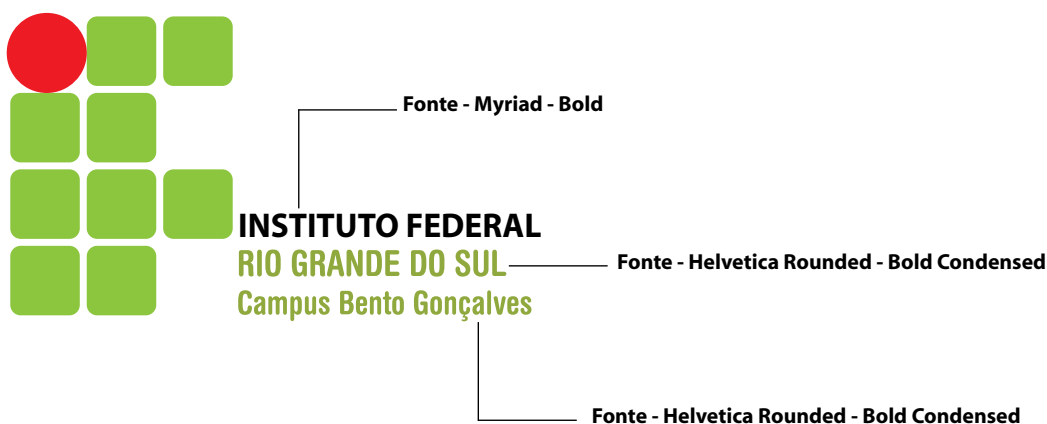 Fonte - Myriad - Bold
INSTITUTO FEDERAL
RIO GRANDE DO SUL
Fonte - Helvetica Rounded - Bold Condensed
Campus Bento Gonçalves
Fonte - Helvetica Rounded - Bold Condensed